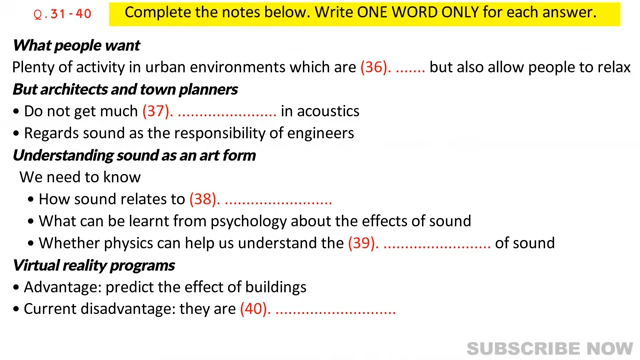 Q.31-40
Complete the notes below. Write ONE WORD ONLY for each answer.
What people want
Plenty of activity in urban environments which are (36). ....... but also allow people to relax
But architects and town planners
• Do not get much (37). ........................ in acoustics
• Regards sound as the responsibility of engineers
Understanding sound as an art form
We need to know
• How sound relates to (38). ..........................
• What can be learnt from psychology about the effects of sound
• Whether physics can help us understand the (39). .......................... of sound
Virtual reality programs
• Advantage: predict the effect of buildings
• Current disadvantage: they are (40). .............................
SUBSCRIBE NOW